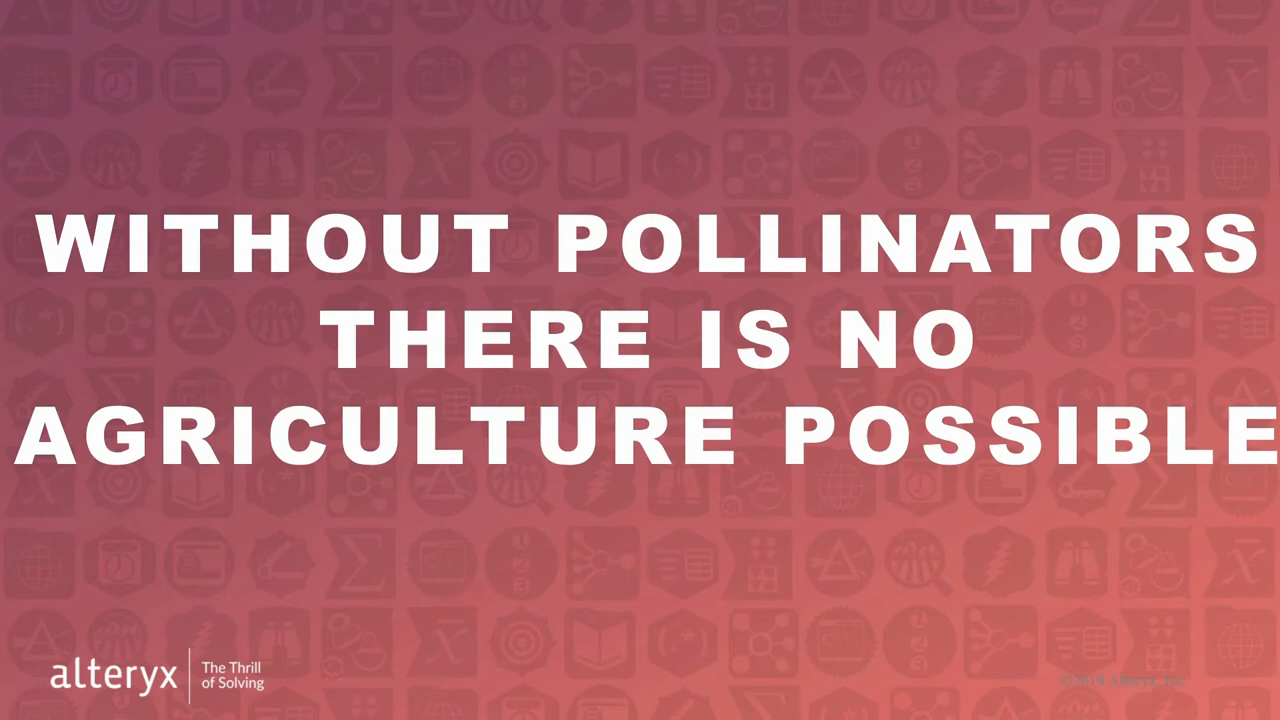 WITHOUT POLLINATORS
THERE IS NO
AGRICULTURE POSSIBLE
alteryx
The Thrill
of Solving